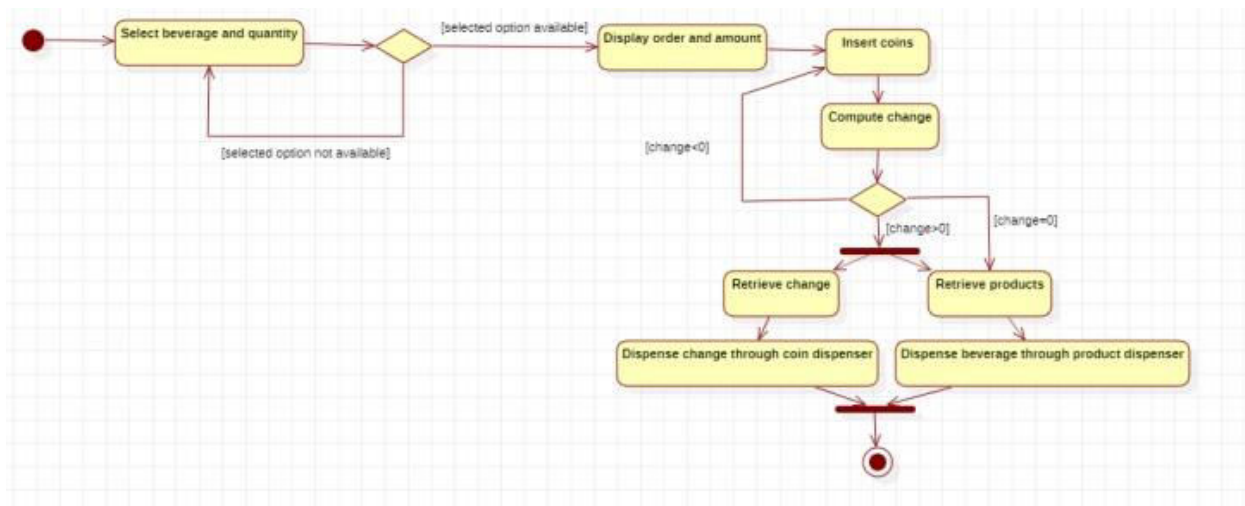 Select beverage and quantity
[selected option available]
Display order and amount
Insert coins
[selected option not available]
Compute change
[change<0]
[change>0]
[change=0]
Retrieve change
Retrieve products
Dispense change through coin dispenser
Dispense beverage through product dispenser